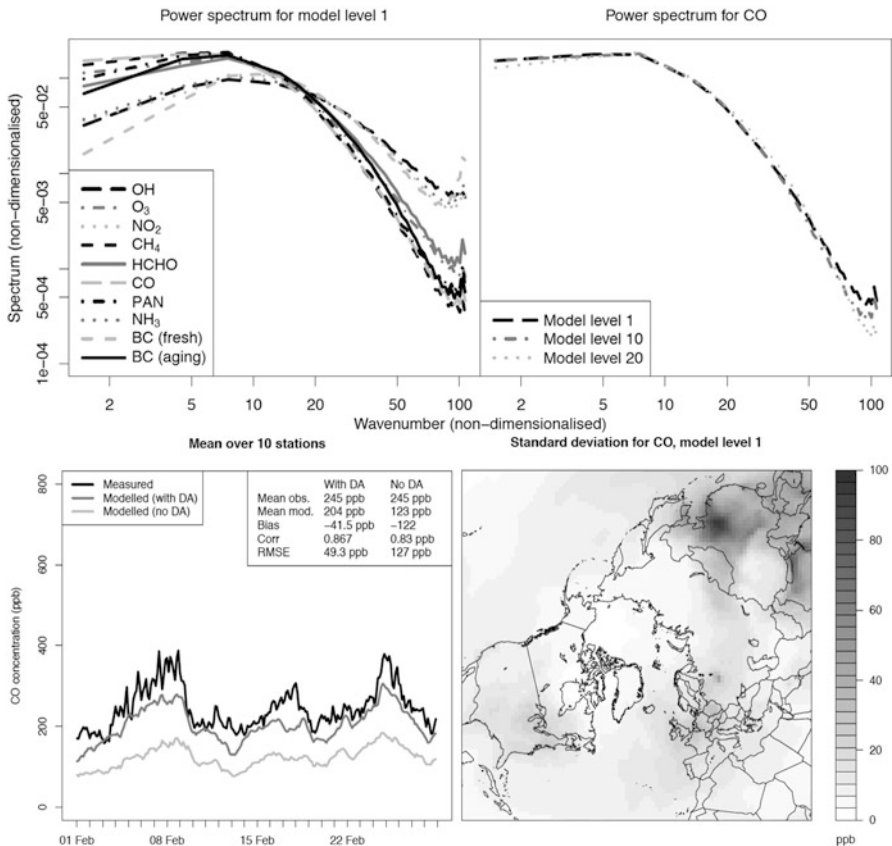 Power spectrum for model level 1
Power spectrum for CO
Spectrum (non−dimensionalised)
5e−02
5e−03
5e−04
1e−04
OH
O₃
NO₂
CH₄
HCHO
CO
PAN
NH₃
BC (fresh)
BC (aging)
Model level 1
Model level 10
Model level 20
2 5 10 20 50 100 2 5 10 20 50 100
Wavenumber (non−dimensionalised)
Mean over 10 stations
CO concentration (ppb)
800
600
400
200
0
Measured
Modelled (with DA)
Modelled (no DA)
With DA No DA
Mean obs. 245 ppb 245 ppb
Mean mod. 204 ppb 123 ppb
Bias −41.5 ppb −122
Corr 0.867 0.83 ppb
RMSE 49.3 ppb 127 ppb
01 Feb 08 Feb 15 Feb 22 Feb
Standard deviation for CO, model level 1
100
80
60
40
20
0
ppb